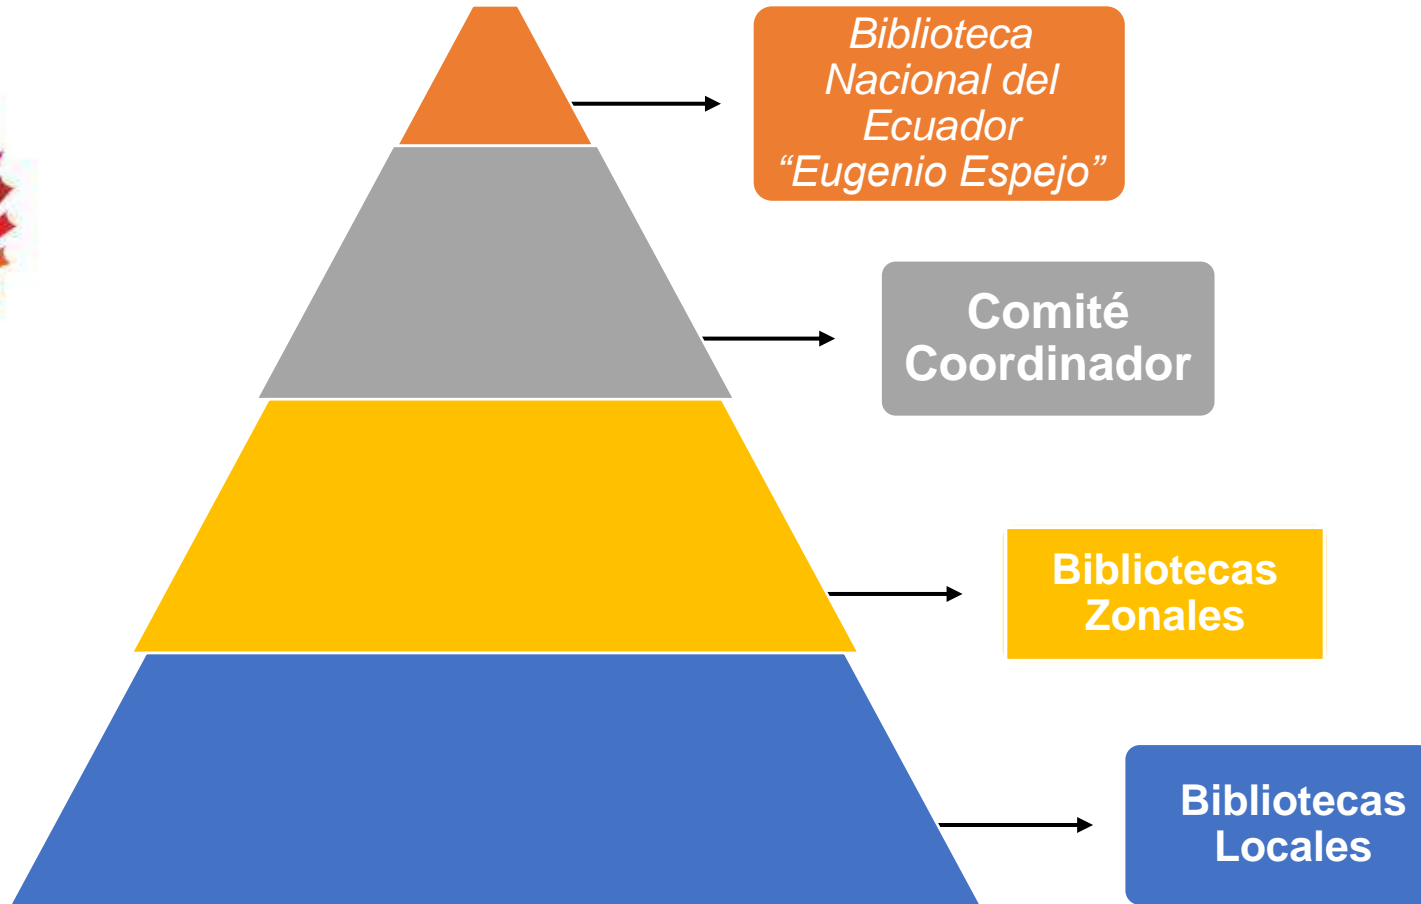 Biblioteca
Nacional del
Ecuador
“Eugenio Espejo”
Comité
Coordinador
Bibliotecas
Zonales
Bibliotecas
Locales